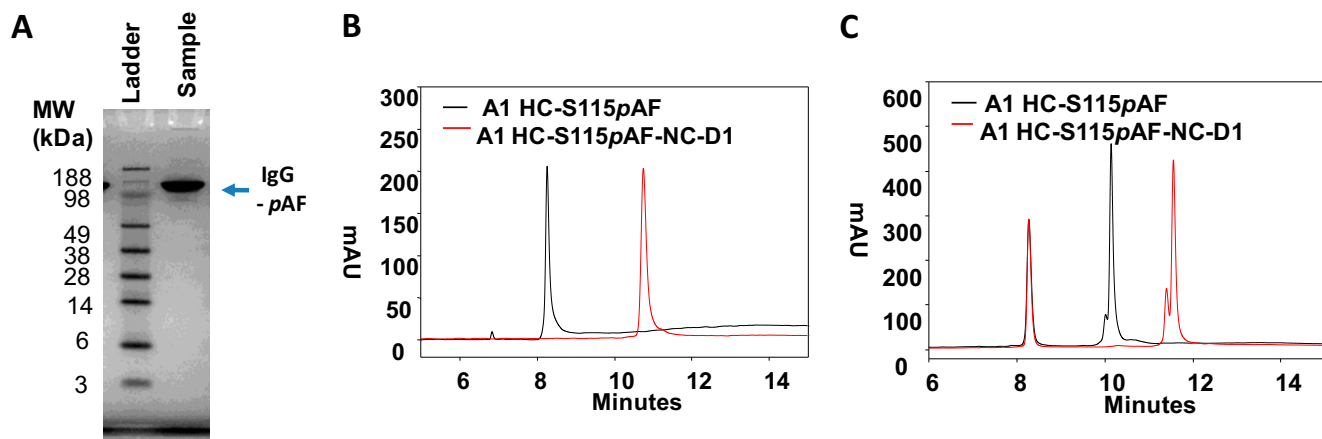 A
Ladder
Sample
MW
(kDa)
188
98
49
38
28
14
6
3
IgG
- pAF
B
300
250
200
150
100
50
0
mAU
A1 HC-S115pAF
A1 HC-S115pAF-NC-D1
6 8 10 12 14
Minutes
C
600
500
400
300
200
100
0
mAU
A1 HC-S115pAF
A1 HC-S115pAF-NC-D1
6 8 10 12 14
Minutes